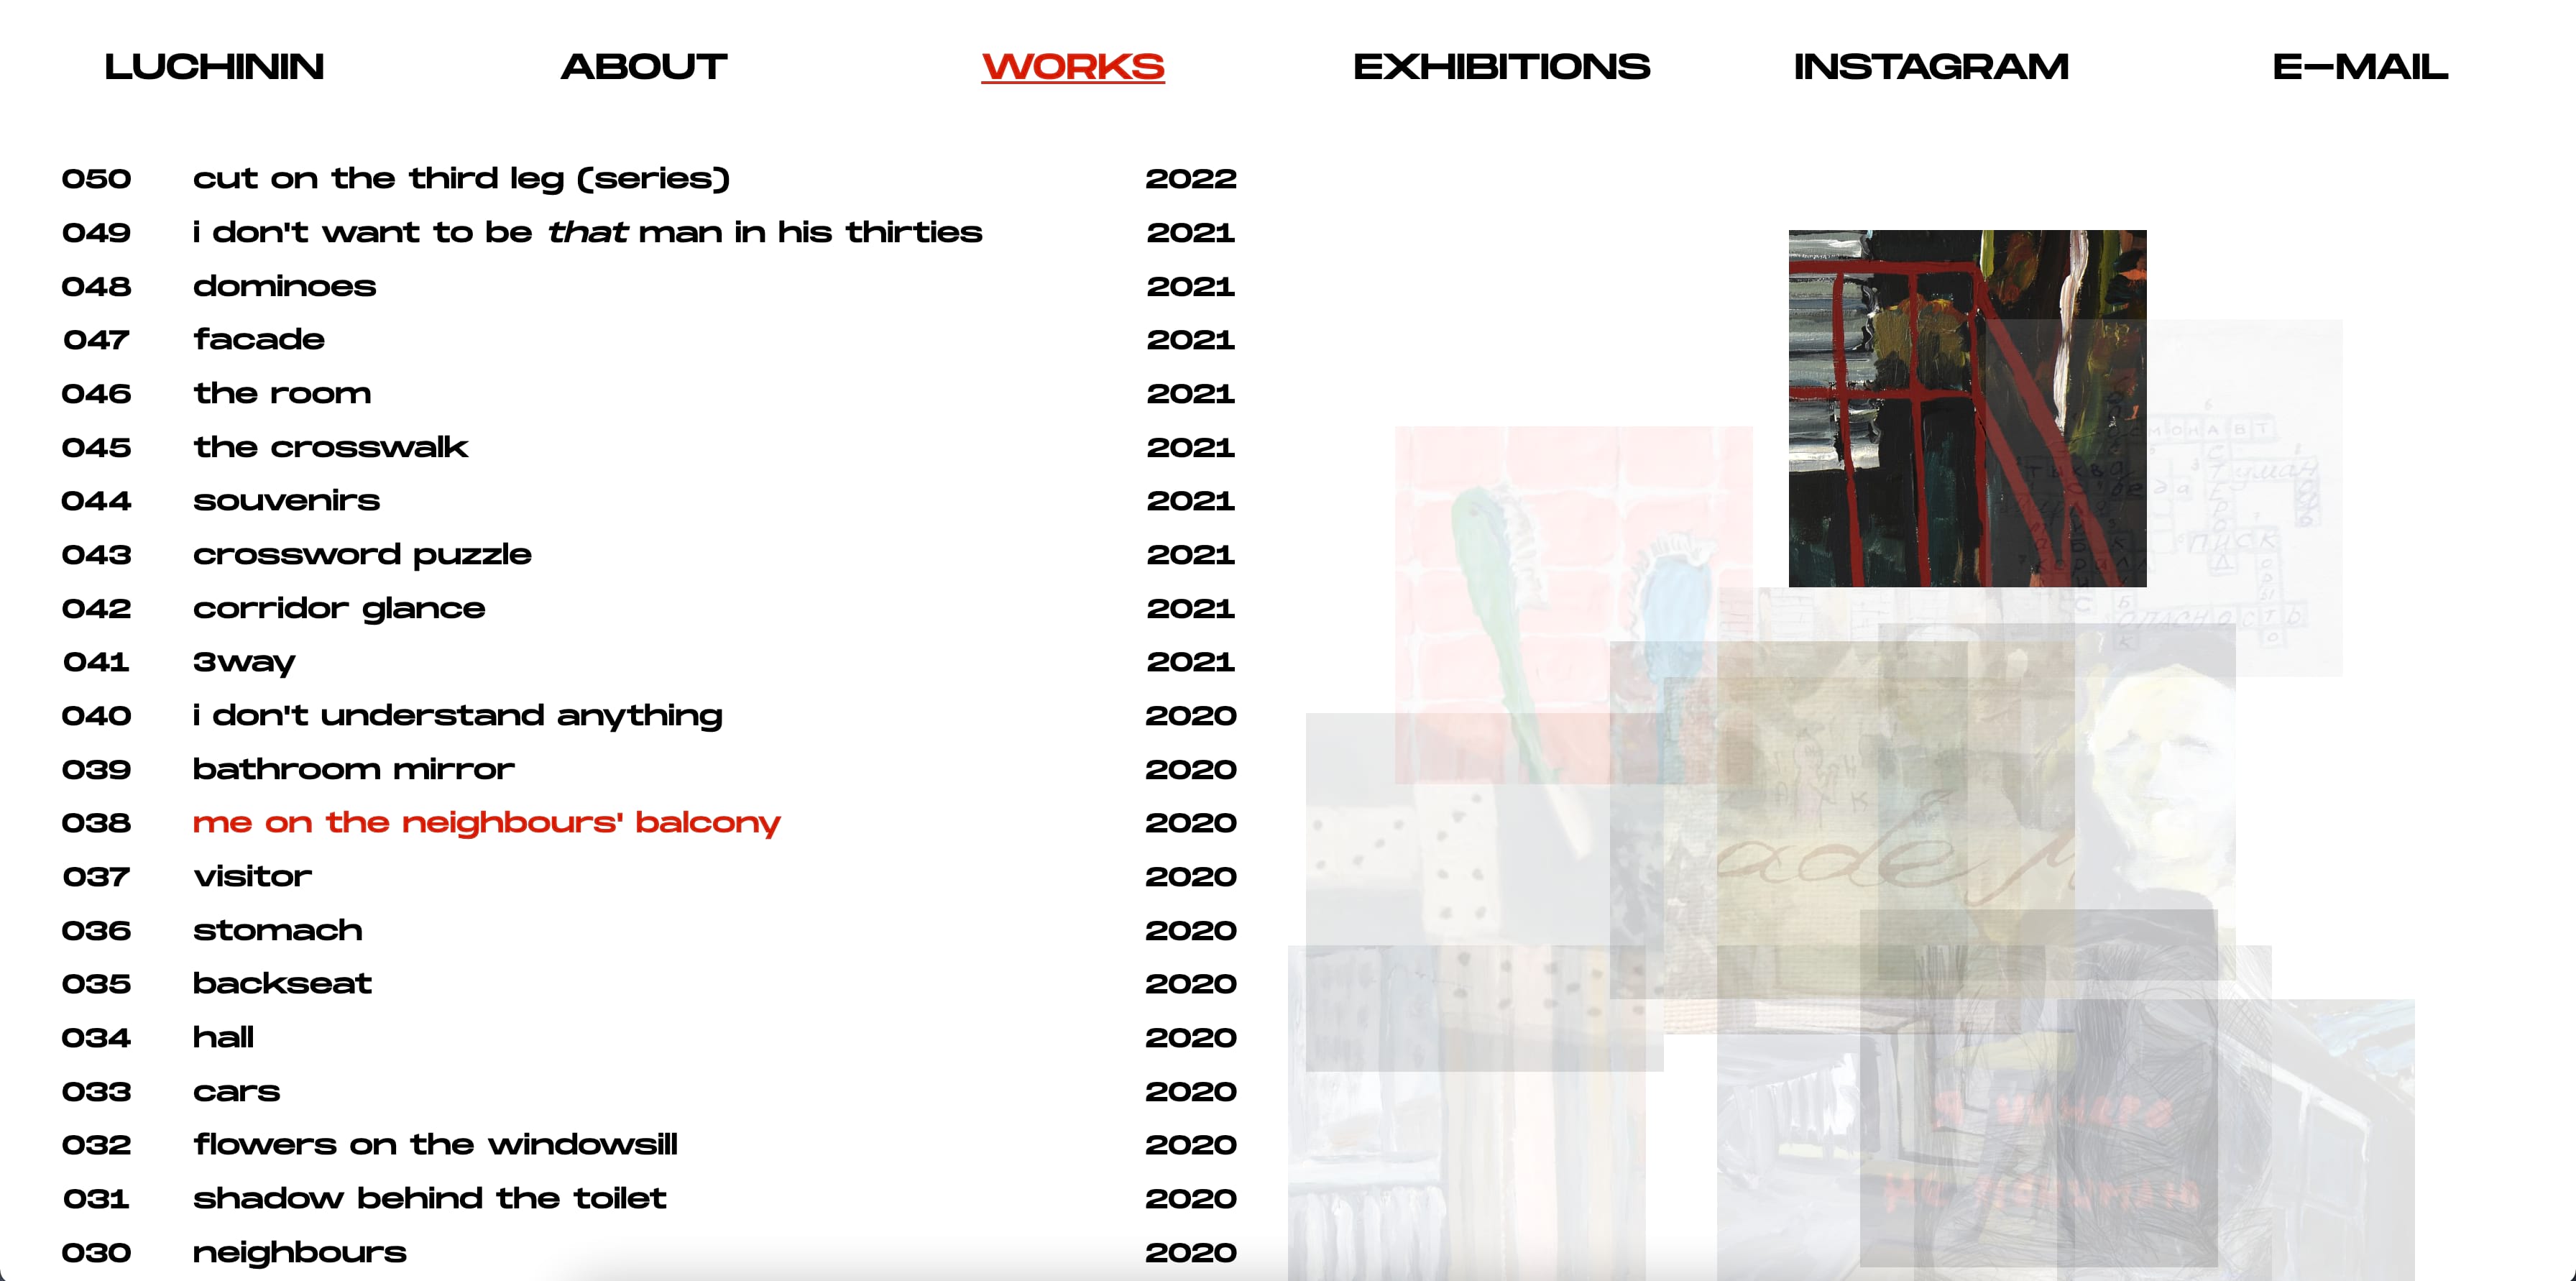 LUCHININ ABOUT WORKS EXHIBITIONS INSTAGRAM E—MAIL
050 cut on the third leg (series) 2022
049 i don't want to be that man in his thirties 2021
048 dominoes 2021
047 facade 2021
046 the room 2021
045 the crosswalk 2021
044 souvenirs 2021
043 crossword puzzle 2021
042 corridor glance 2021
041 3way 2021
040 i don't understand anything 2020
039 bathroom mirror 2020
038 me on the neighbours' balcony 2020
037 visitor 2020
036 stomach 2020
035 backseat 2020
034 hall 2020
033 cars 2020
032 flowers on the windowsill 2020
031 shadow behind the toilet 2020
030 neighbours 2020
ОПАСНОСТЬ
ade
я ничего
не понимаю